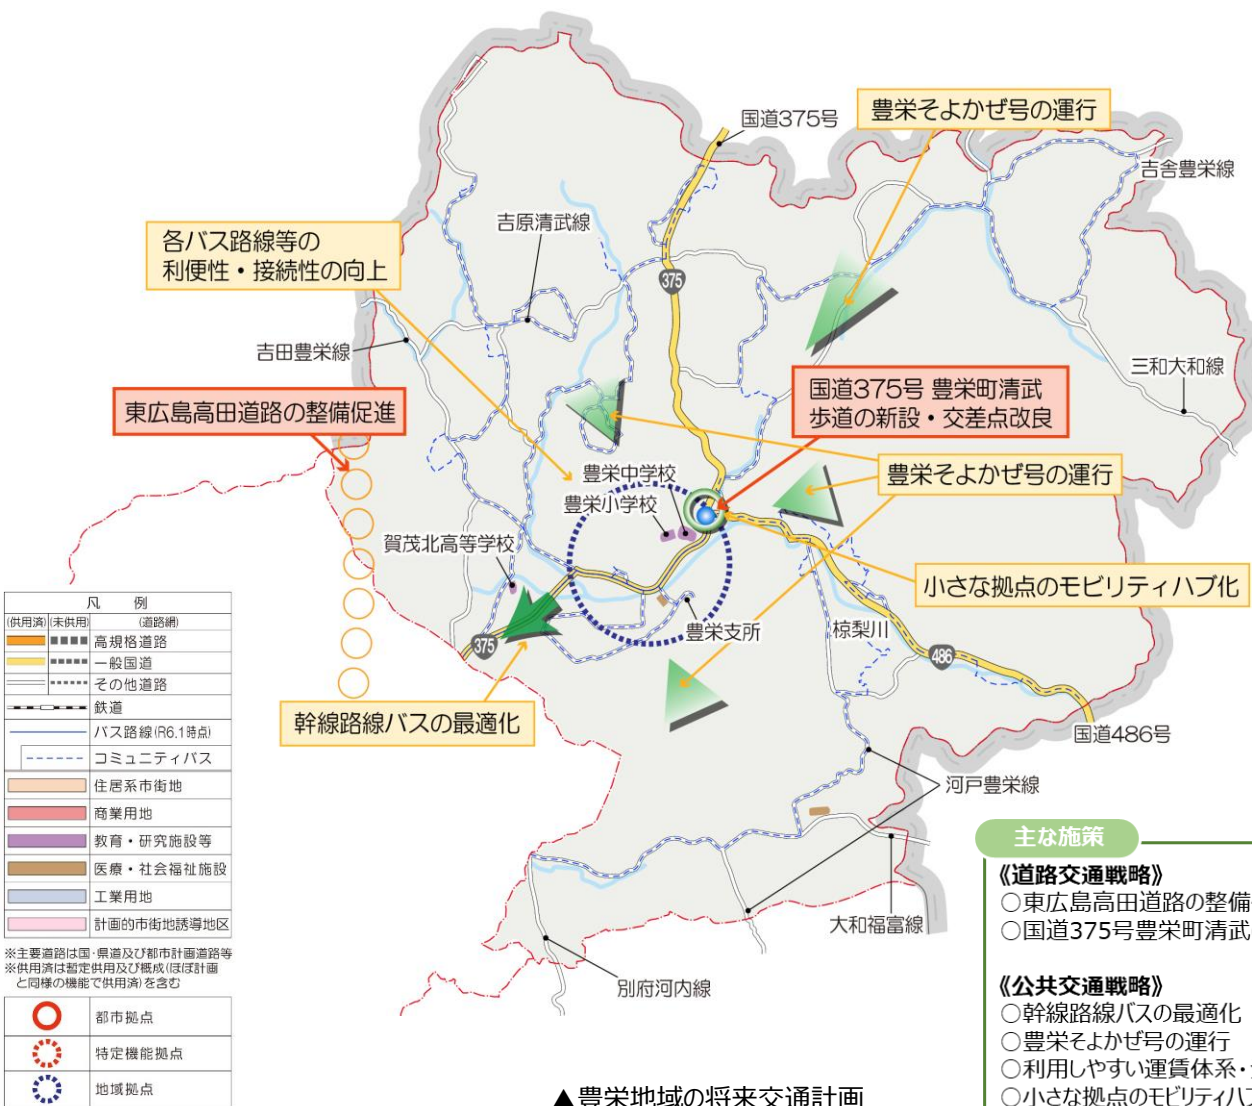 国道375号
豊栄そよかぜ号の運行
吉舎豊栄線
各バス路線等の
利便性・接続性の向上
吉原清武線
375
吉田豊栄線
三和大和線
東広島高田道路の整備促進
国道375号 豊栄町清武
歩道の新設・交差点改良
豊栄そよかぜ号の運行
豊栄中学校
豊栄小学校
賀茂北高等学校
小さな拠点のモビリティハブ化
豊栄支所
椋梨川
375
486
幹線路線バスの最適化
国道486号
河戸豊栄線
大和福富線
別府河内線
凡 例
(供用済) (未供用) (道路網)
高規格道路
一般国道
その他道路
鉄道
バス路線(R6.1時点)
コミュニティバス
住居系市街地
商業用地
教育・研究施設等
医療・社会福祉施設
工業用地
計画的市街地誘導地区
※主要道路は国・県道及び都市計画道路等
※供用済は暫定供用及び概成(ほぼ計画
と同様の機能で供用済)を含む
都市拠点
特定機能拠点
地域拠点
▲豊栄地域の将来交通計画
主な施策
《道路交通戦略》
○東広島高田道路の整備
○国道375号豊栄町清武
《公共交通戦略》
○幹線路線バスの最適化
○豊栄そよかぜ号の運行
○利用しやすい運賃体系・
○小さな拠点のモビリティハブ